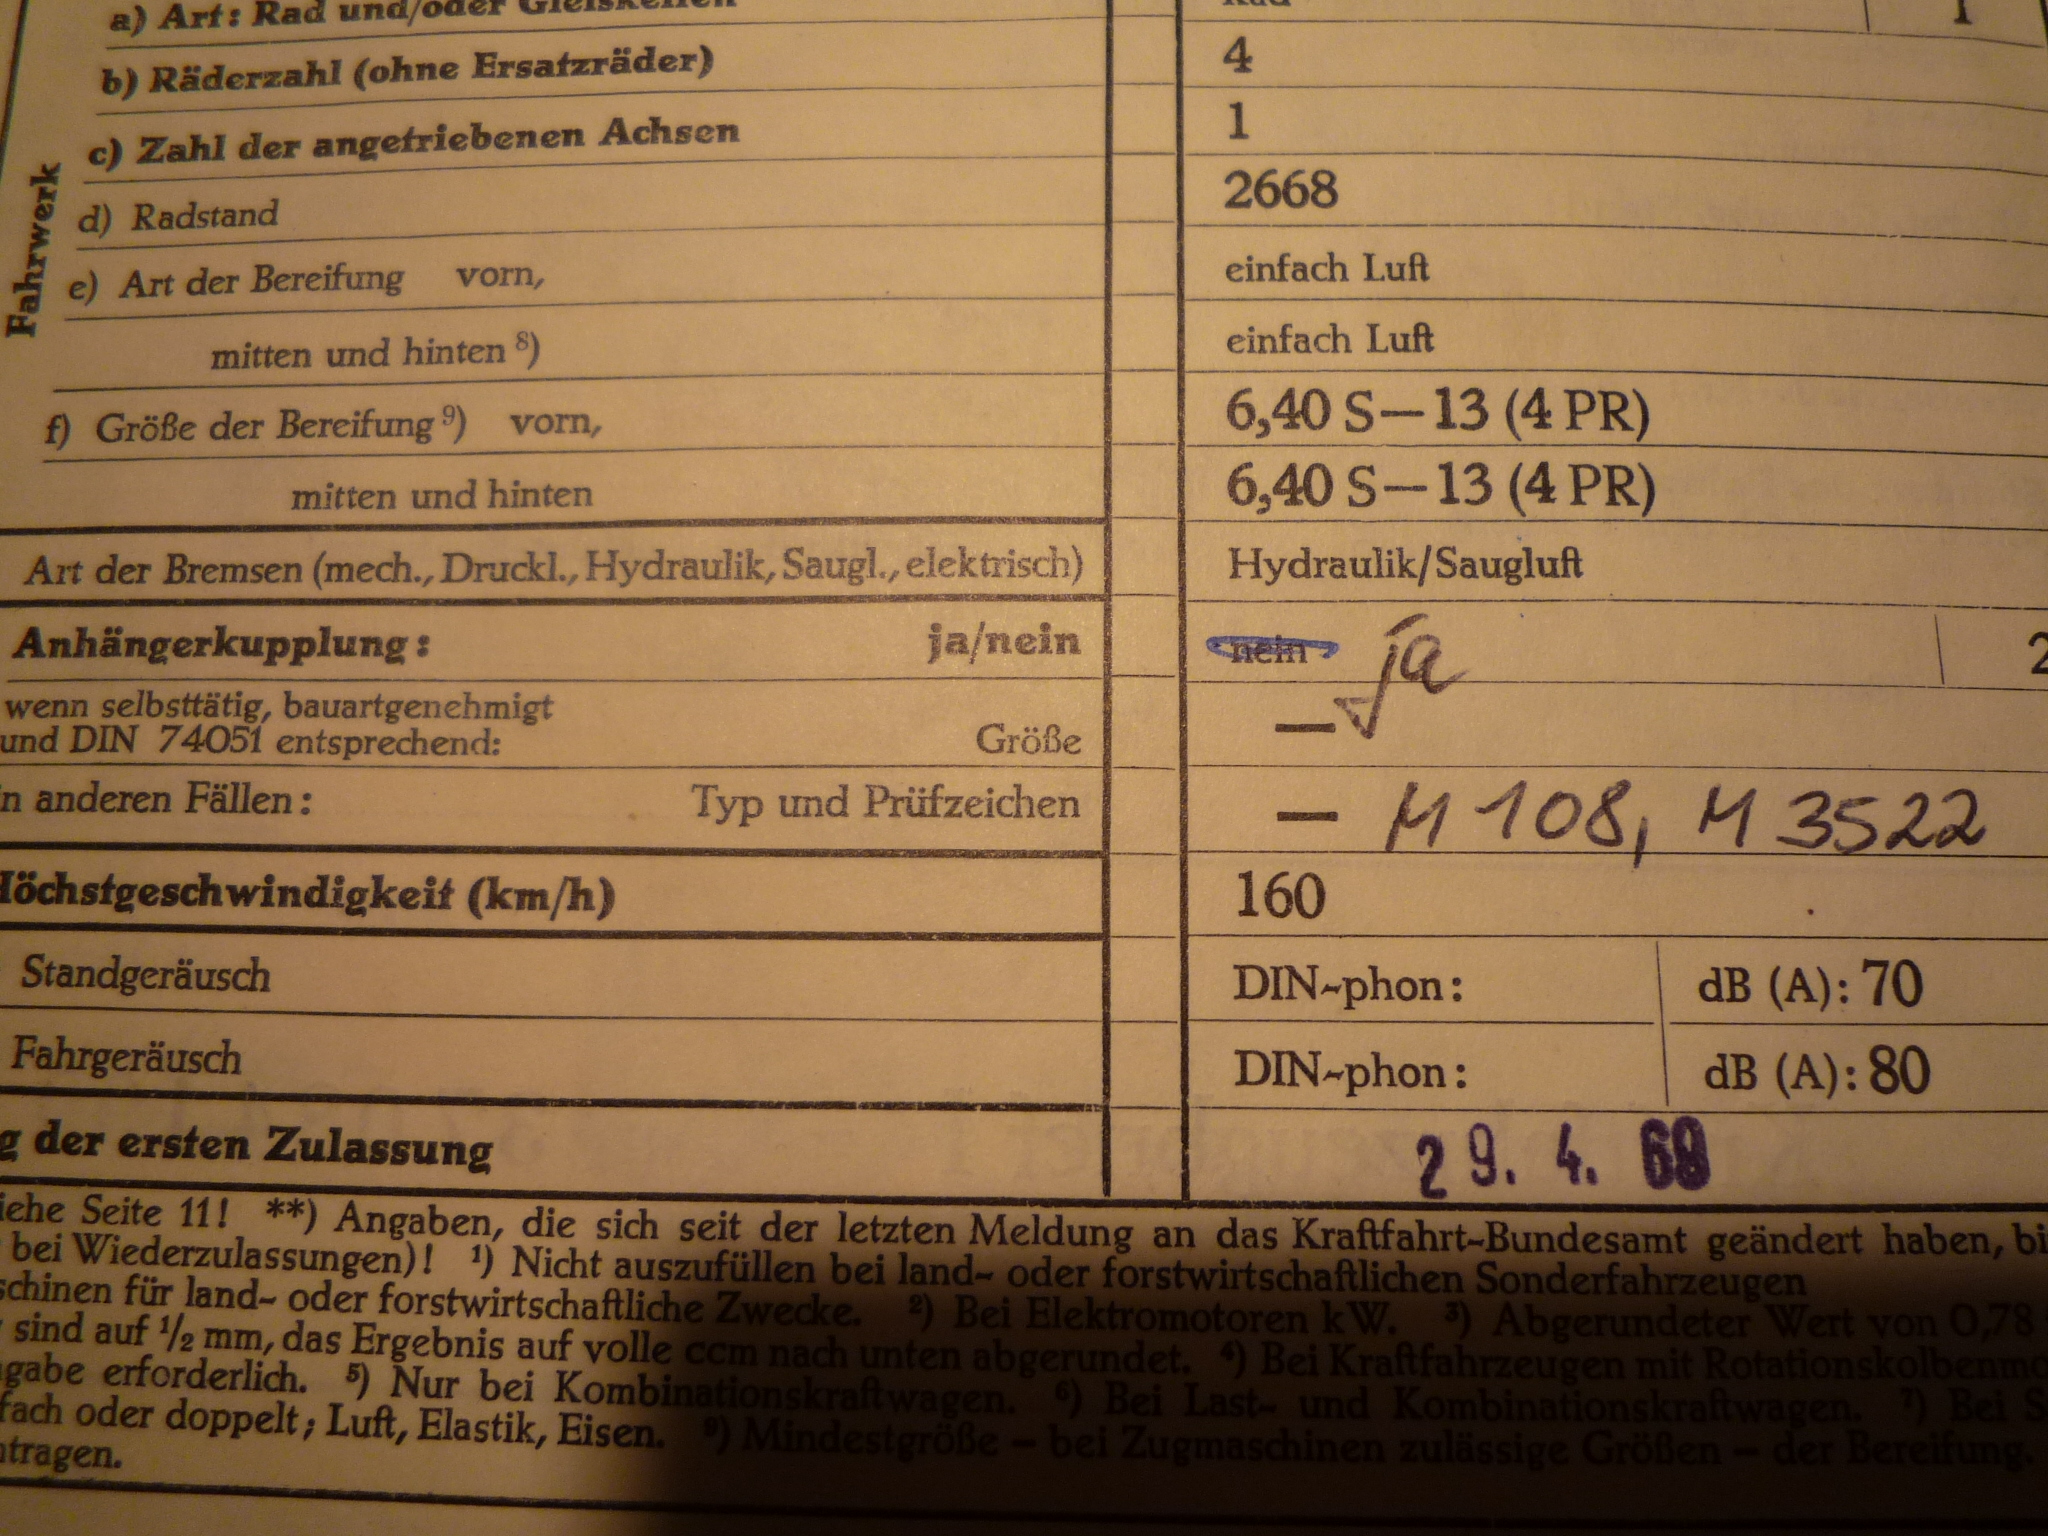 a) Art: Rad und/oder Gleisketten Rad 1
b) Räderzahl (ohne Ersatzräder) 4
c) Zahl der angetriebenen Achsen 1
Fahrwerk
d) Radstand 2668
e) Art der Bereifung vorn, einfach Luft
mitten und hinten 8) einfach Luft
f) Größe der Bereifung 9) vorn, 6,40 S—13 (4 PR)
mitten und hinten 6,40 S—13 (4 PR)
Art der Bremsen (mech., Druckl., Hydraulik, Saugl., elektrisch) Hydraulik/Saugluft
Anhängerkupplung: ja/nein nein ja 2
wenn selbsttätig, bauartgenehmigt
und DIN 74051 entsprechend: Größe —
n anderen Fällen: Typ und Prüfzeichen — M 108, M 3522
Höchstgeschwindigkeit (km/h) 160
Standgeräusch DIN-phon: dB (A): 70
Fahrgeräusch DIN-phon: dB (A): 80
g der ersten Zulassung 29. 4. 68
iehe Seite 11! **) Angaben, die sich seit der letzten Meldung an das Kraftfahrt-Bundesamt geändert haben, bi
bei Wiederzulassungen)! 1) Nicht auszufüllen bei land- oder forstwirtschaftlichen Sonderfahrzeugen
schinen für land- oder forstwirtschaftliche Zwecke. 2) Bei Elektromotoren kW. 3) Abgerundeter Wert von 0,78
sind auf 1/2 mm, das Ergebnis auf volle ccm nach unten abgerundet. 4) Bei Kraftfahrzeugen mit Rotationskolbenmo
gabe erforderlich. 5) Nur bei Kombinationskraftwagen. 6) Bei Last- und Kombinationskraftwagen. 7) Bei S
fach oder doppelt; Luft, Elastik, Eisen. 9) Mindestgröße – bei Zugmaschinen zulässige Größen – der Bereifung.
ntragen.